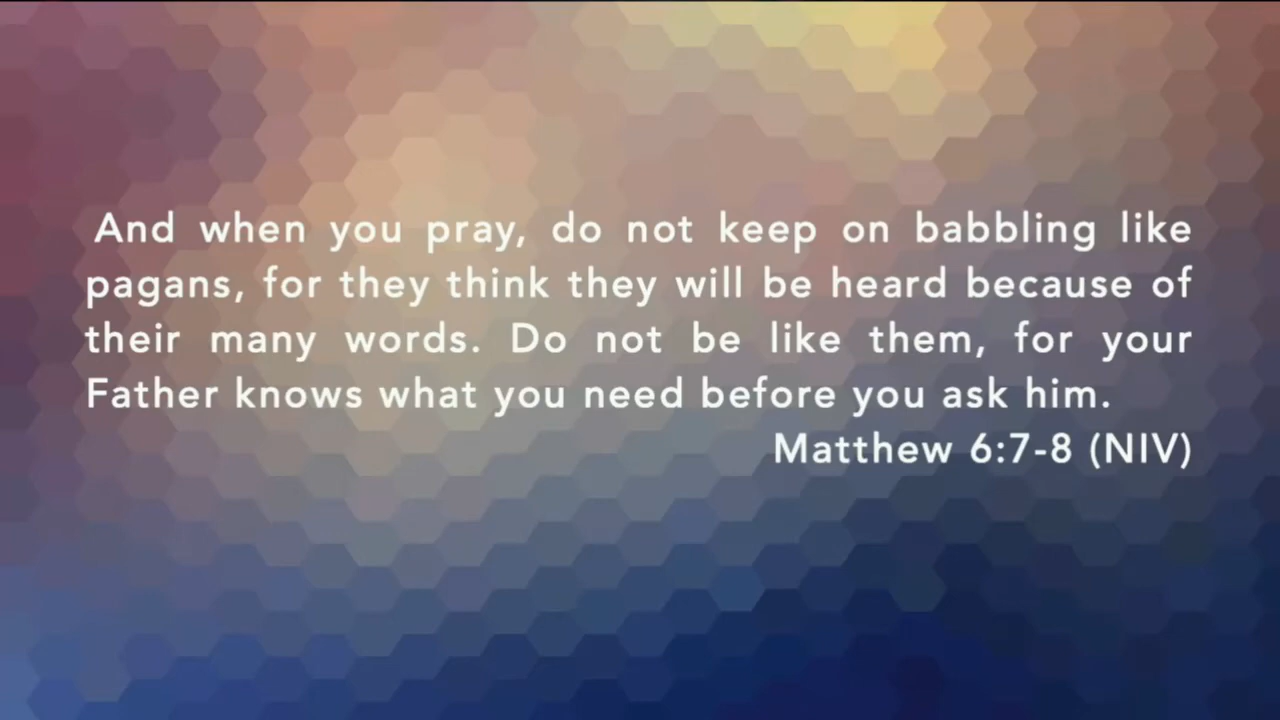 And when you pray, do not keep on babbling like
pagans, for they think they will be heard because of
their many words. Do not be like them, for your
Father knows what you need before you ask him.
Matthew 6:7-8 (NIV)